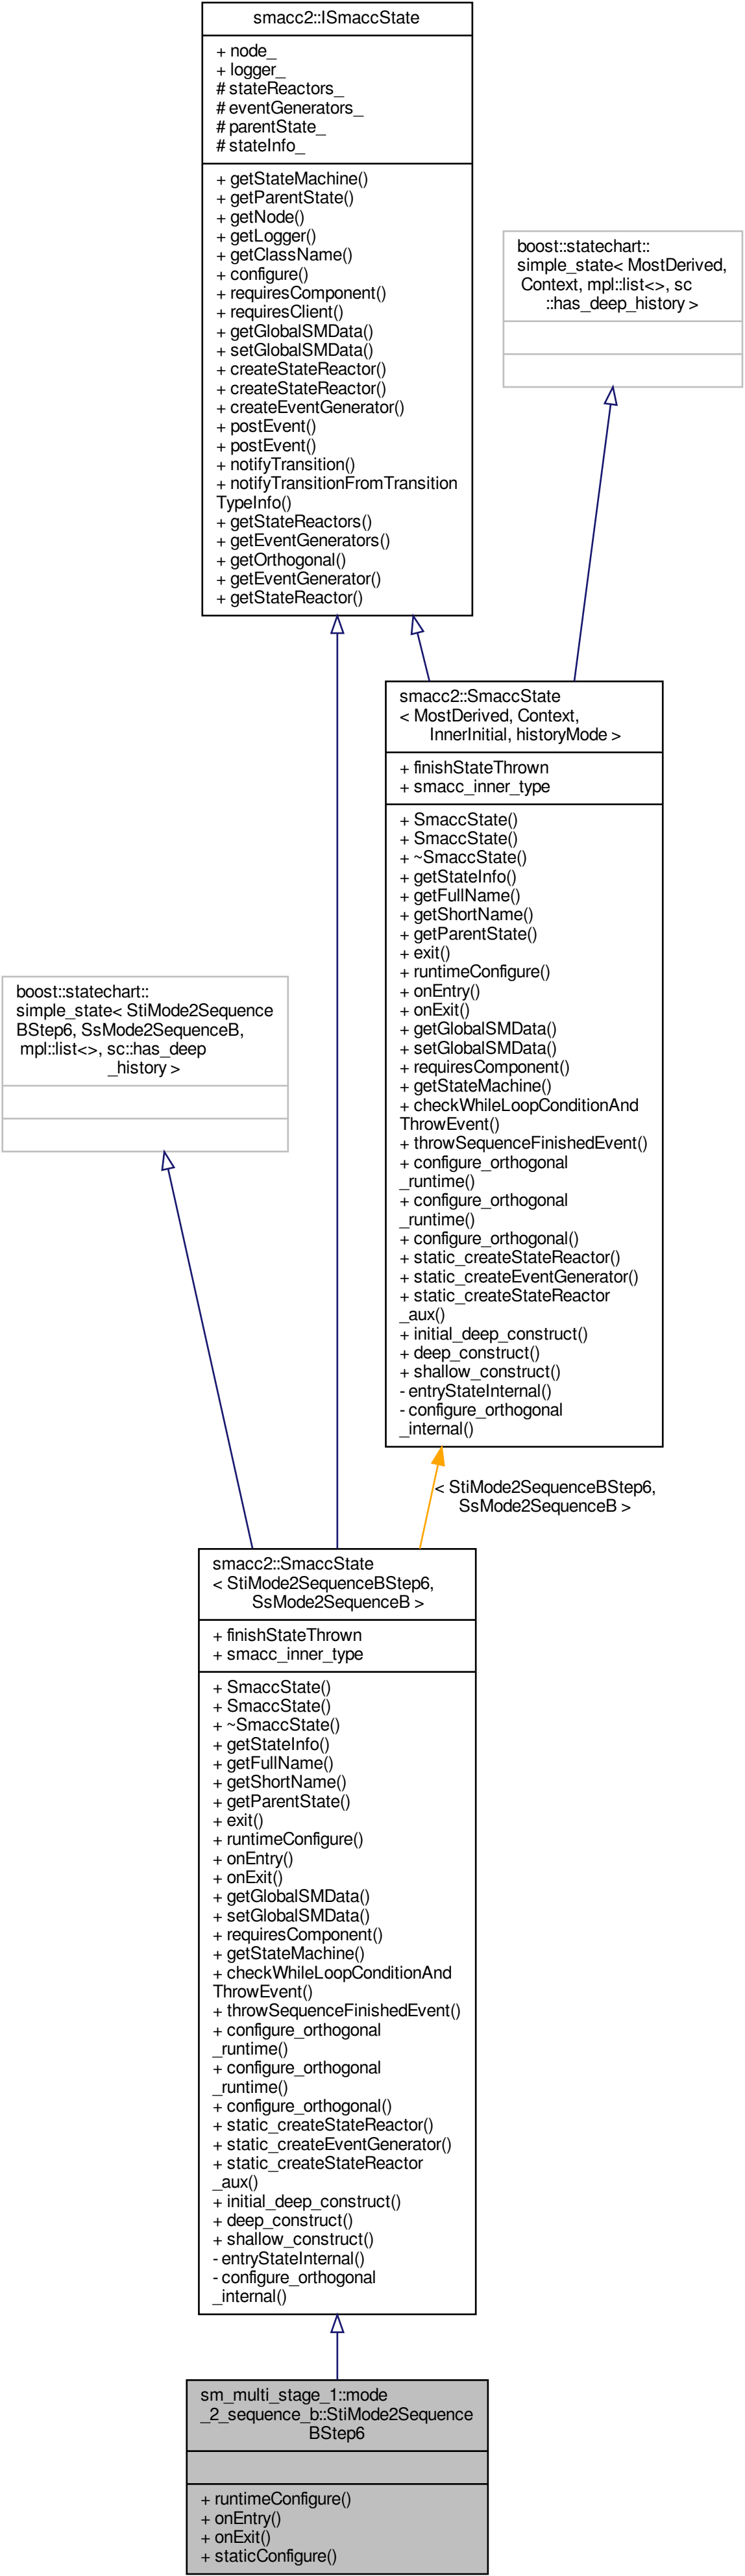 smacc2::ISmaccState
+ node_
+ logger_
# stateReactors_
# eventGenerators_
# parentState_
# stateInfo_
+ getStateMachine()
+ getParentState()
+ getNode()
+ getLogger()
+ getClassName()
+ configure()
+ requiresComponent()
+ requiresClient()
+ getGlobalSMData()
+ setGlobalSMData()
+ createStateReactor()
+ createStateReactor()
+ createEventGenerator()
+ postEvent()
+ postEvent()
+ notifyTransition()
+ notifyTransitionFromTransition
TypeInfo()
+ getStateReactors()
+ getEventGenerators()
+ getOrthogonal()
+ getEventGenerator()
+ getStateReactor()
boost::statechart::
simple_state< MostDerived,
Context, mpl::list<>, sc
::has_deep_history >
smacc2::SmaccState
< MostDerived, Context,
InnerInitial, historyMode >
+ finishStateThrown
+ smacc_inner_type
+ SmaccState()
+ SmaccState()
+ ~SmaccState()
+ getStateInfo()
+ getFullName()
+ getShortName()
+ getParentState()
+ exit()
+ runtimeConfigure()
+ onEntry()
+ onExit()
+ getGlobalSMData()
+ setGlobalSMData()
+ requiresComponent()
+ getStateMachine()
+ checkWhileLoopConditionAnd
ThrowEvent()
+ throwSequenceFinishedEvent()
+ configure_orthogonal
_runtime()
+ configure_orthogonal
_runtime()
+ configure_orthogonal()
+ static_createStateReactor()
+ static_createEventGenerator()
+ static_createStateReactor
_aux()
+ initial_deep_construct()
+ deep_construct()
+ shallow_construct()
- entryStateInternal()
- configure_orthogonal
_internal()
boost::statechart::
simple_state< StiMode2Sequence
BStep6, SsMode2SequenceB,
mpl::list<>, sc::has_deep
_history >
< StiMode2SequenceBStep6,
SsMode2SequenceB >
smacc2::SmaccState
< StiMode2SequenceBStep6,
SsMode2SequenceB >
+ finishStateThrown
+ smacc_inner_type
+ SmaccState()
+ SmaccState()
+ ~SmaccState()
+ getStateInfo()
+ getFullName()
+ getShortName()
+ getParentState()
+ exit()
+ runtimeConfigure()
+ onEntry()
+ onExit()
+ getGlobalSMData()
+ setGlobalSMData()
+ requiresComponent()
+ getStateMachine()
+ checkWhileLoopConditionAnd
ThrowEvent()
+ throwSequenceFinishedEvent()
+ configure_orthogonal
_runtime()
+ configure_orthogonal
_runtime()
+ configure_orthogonal()
+ static_createStateReactor()
+ static_createEventGenerator()
+ static_createStateReactor
_aux()
+ initial_deep_construct()
+ deep_construct()
+ shallow_construct()
- entryStateInternal()
- configure_orthogonal
_internal()
sm_multi_stage_1::mode
_2_sequence_b::StiMode2Sequence
BStep6
+ runtimeConfigure()
+ onEntry()
+ onExit()
+ staticConfigure()